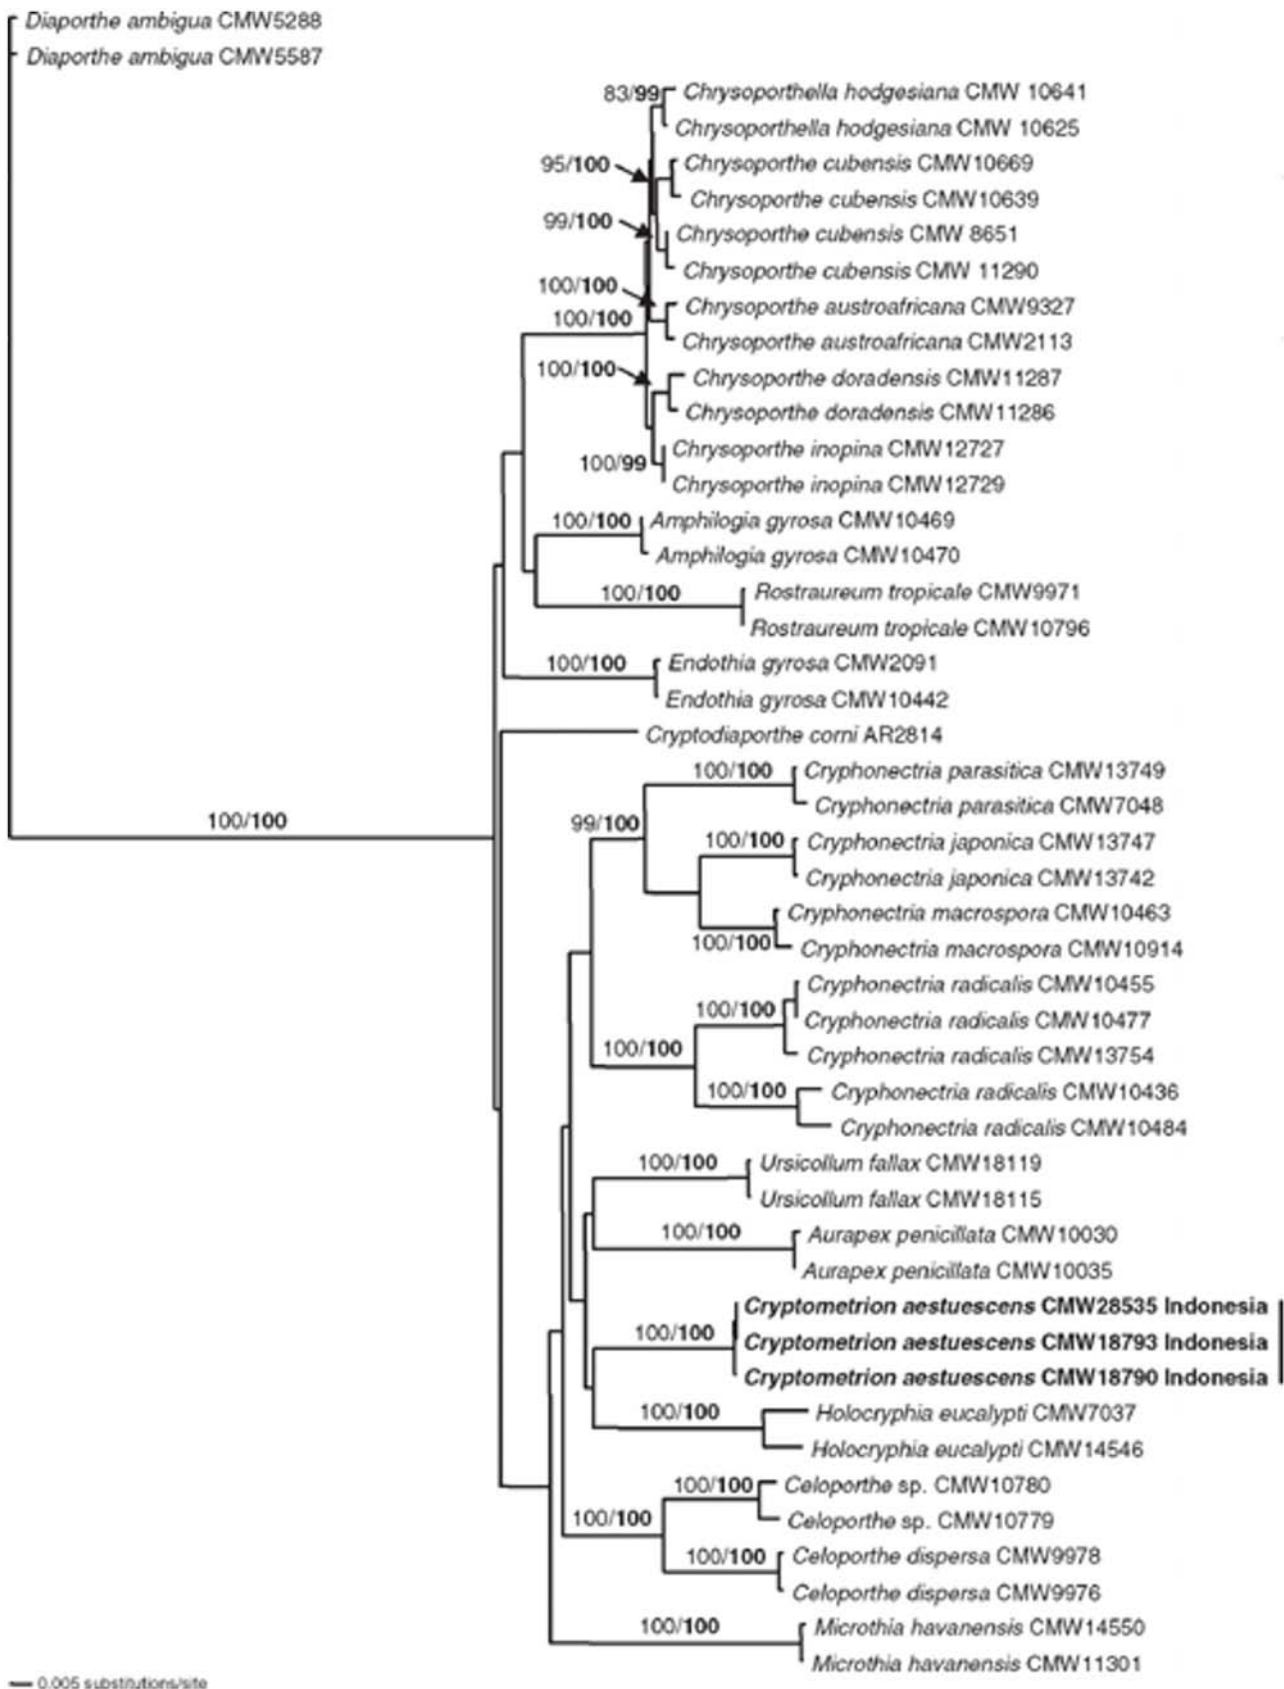 Diaporthe ambigua CMW5288
Diaporthe ambigua CMW5587
83/99 Chrysoporthella hodgesiana CMW 10641
Chrysoporthella hodgesiana CMW 10625
95/100 Chrysoporthe cubensis CMW10669
Chrysoporthe cubensis CMW10639
99/100 Chrysoporthe cubensis CMW 8651
Chrysoporthe cubensis CMW 11290
100/100 Chrysoporthe austroafricana CMW9327
100/100 Chrysoporthe austroafricana CMW2113
100/100 Chrysoporthe doradensis CMW11287
Chrysoporthe doradensis CMW11286
Chrysoporthe inopina CMW12727
100/99 Chrysoporthe inopina CMW12729
100/100 Amphilogia gyrosa CMW10469
Amphilogia gyrosa CMW10470
100/100 Rostraureum tropicale CMW9971
Rostraureum tropicale CMW10796
100/100 Endothia gyrosa CMW2091
Endothia gyrosa CMW10442
Cryptodiaporthe corni AR2814
100/100 Cryphonectria parasitica CMW13749
Cryphonectria parasitica CMW7048
100/100
99/100
100/100 Cryphonectria japonica CMW13747
Cryphonectria japonica CMW13742
Cryphonectria macrospora CMW10463
100/100 Cryphonectria macrospora CMW10914
Cryphonectria radicalis CMW10455
100/100 Cryphonectria radicalis CMW10477
100/100 Cryphonectria radicalis CMW13754
100/100 Cryphonectria radicalis CMW10436
Cryphonectria radicalis CMW10484
100/100 Ursicollum fallax CMW18119
Ursicollum fallax CMW18115
100/100 Aurapex penicillata CMW10030
Aurapex penicillata CMW10035
Cryptometrion aestuescens CMW28535 Indonesia
100/100 Cryptometrion aestuescens CMW18793 Indonesia
Cryptometrion aestuescens CMW18790 Indonesia
100/100 Holocryphia eucalypti CMW7037
Holocryphia eucalypti CMW14546
100/100 Celoporthe sp. CMW10780
100/100 Celoporthe sp. CMW10779
100/100 Celoporthe dispersa CMW9978
Celoporthe dispersa CMW9976
100/100 Microthia havanensis CMW14550
Microthia havanensis CMW11301
0.005 substitutions/site